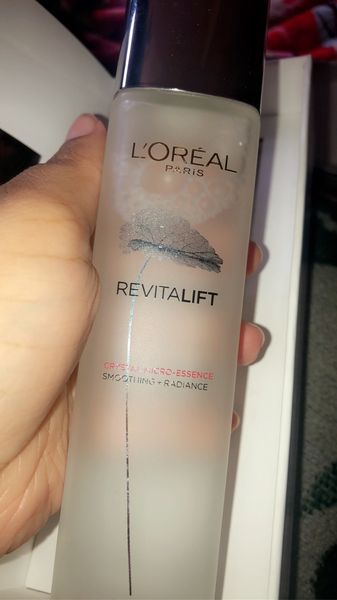 L'ORÉAL
PARIS
REVITALIFT
CRYSTAL MICRO-ESSENCE
SMOOTHING + RADIANCE